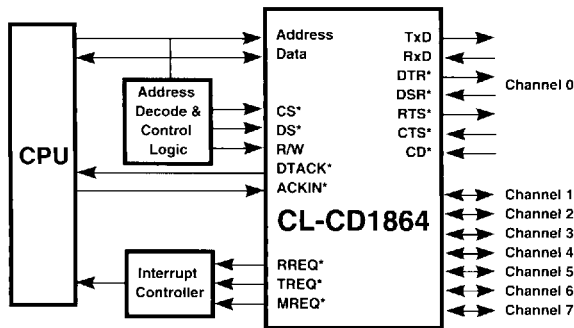 Address
TxD
Data
RxD
DTR*
Channel 0
Address
Decode &
Control
Logic
DSR*
CS*
RTS*
DS*
CTS*
R/W
CD*
CPU
DTACK*
ACKIN*
Channel 1
CL-CD1864
Channel 2
Channel 3
Channel 4
RREQ*
Interrupt
Controller
TREQ*
Channel 5
MREQ*
Channel 6
Channel 7